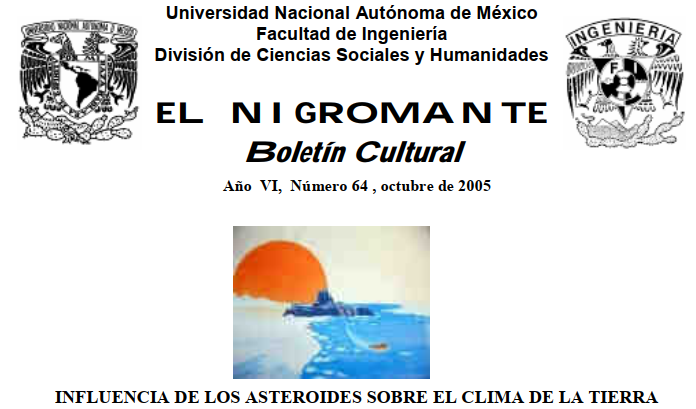 Universidad Nacional Autónoma de México
Facultad de Ingeniería
División de Ciencias Sociales y Humanidades
INGENIERIA
F I
EL NIGROMANTE
Boletín Cultural
Año VI, Número 64 , octubre de 2005
INFLUENCIA DE LOS ASTEROIDES SOBRE EL CLIMA DE LA TIERRA